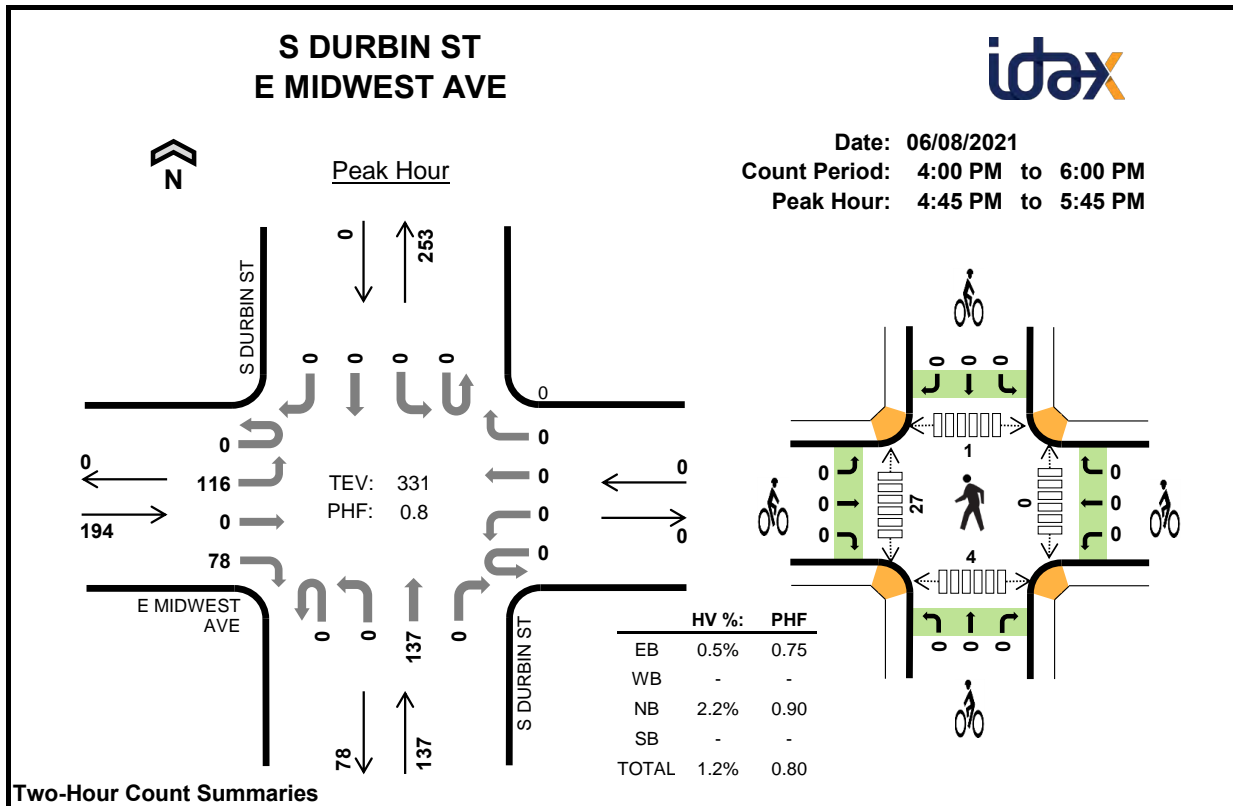 S DURBIN ST
E MIDWEST AVE
idax
Date: 06/08/2021
Count Period: 4:00 PM to 6:00 PM
Peak Hour: 4:45 PM to 5:45 PM
N
Peak Hour
0
253
S DURBIN ST
0 0 0 0
0
0
116
0
78
0
194
TEV: 331
PHF: 0.8
0
0
0
0
0
0
E MIDWEST
AVE
0 0 137 0
78
137
S DURBIN ST
HV %: PHF
EB 0.5% 0.75
WB - -
NB 2.2% 0.90
SB - -
TOTAL 1.2% 0.80
0 0 0
1
0
0
0
27
0
0
0
0
4
0 0 0
Two-Hour Count Summaries